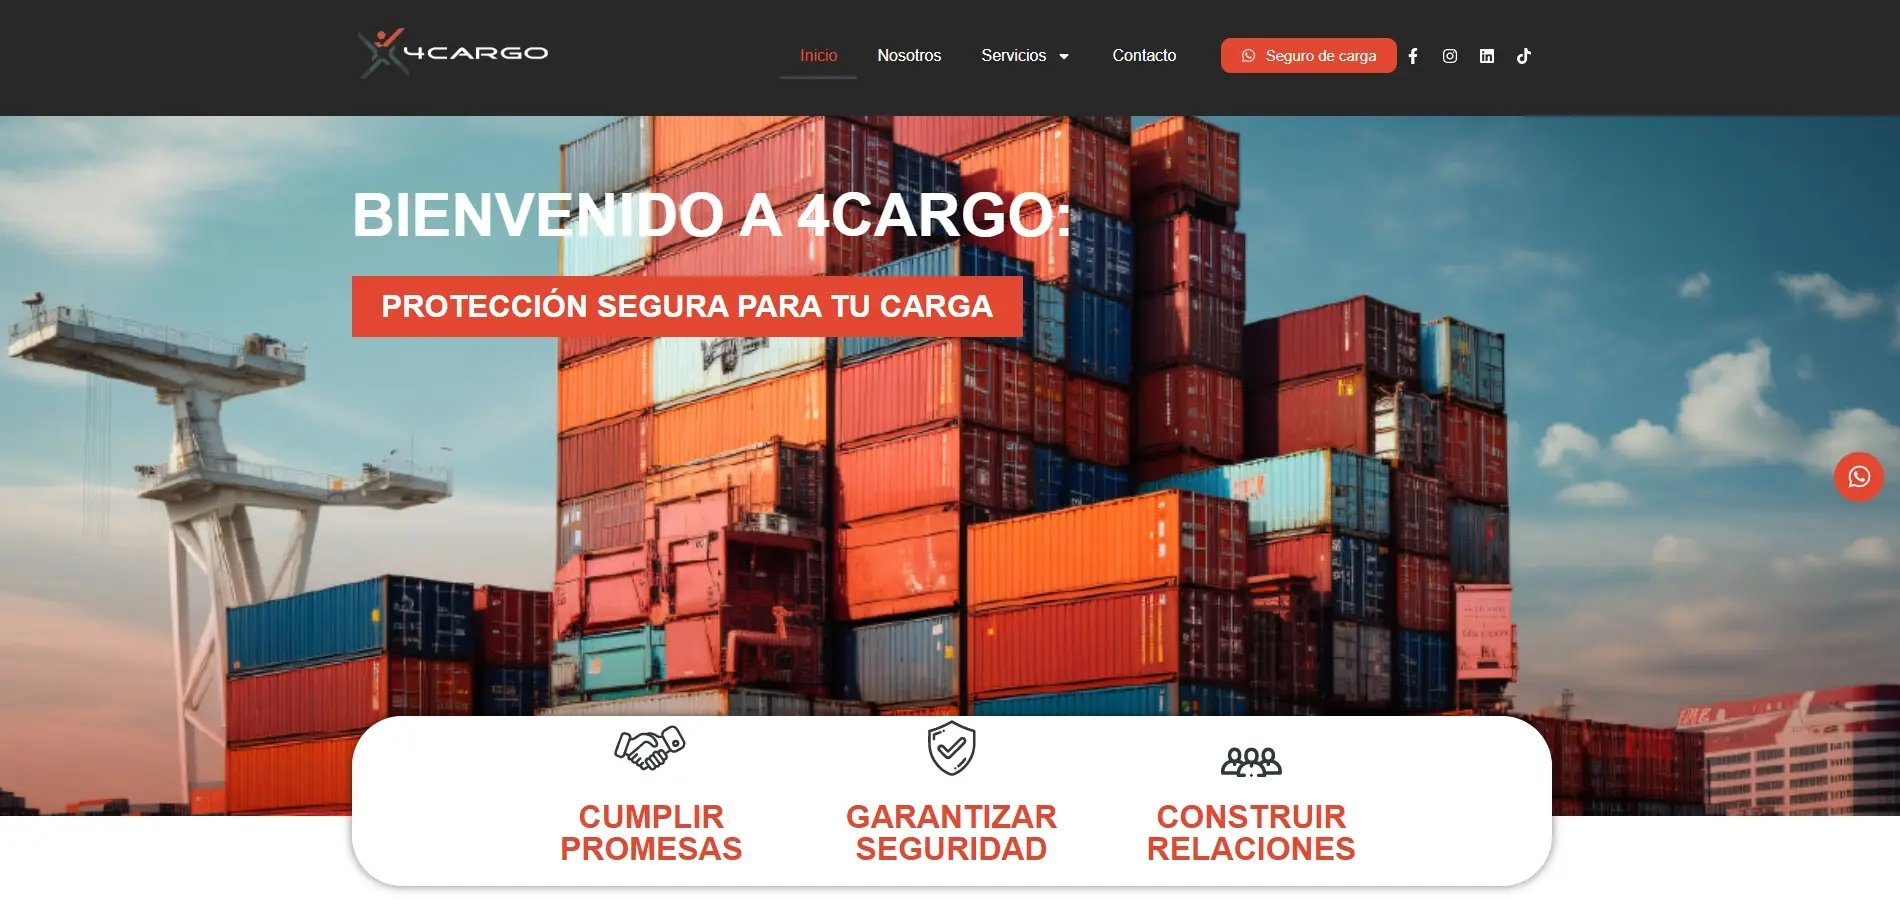 4CARGO
Inicio
Nosotros
Servicios
Contacto
Seguro de carga
BIENVENIDO A 4CARGO:
PROTECCIÓN SEGURA PARA TU CARGA
CUMPLIR
PROMESAS
GARANTIZAR
SEGURIDAD
CONSTRUIR
RELACIONES